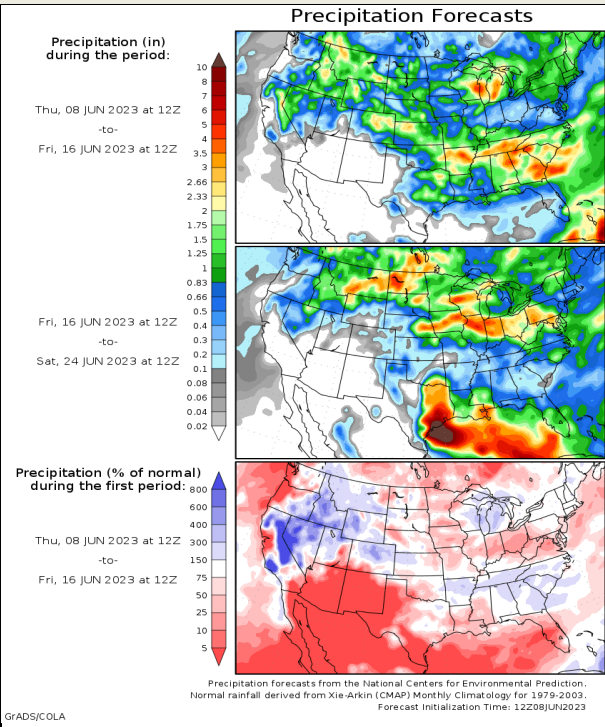 Precipitation Forecasts
Precipitation (in)
during the period:
Thu, 08 JUN 2023 at 12Z
-to-
Fri, 16 JUN 2023 at 12Z
10
8
7
6
5
4
3.5
3
2.66
2.33
2
1.75
1.5
1.25
1
0.83
0.66
0.5
0.4
0.3
0.2
0.1
0.08
0.06
0.04
0.02
Fri, 16 JUN 2023 at 12Z
-to-
Sat, 24 JUN 2023 at 12Z
Precipitation (% of normal)
during the first period:
Thu, 08 JUN 2023 at 12Z
-to-
Fri, 16 JUN 2023 at 12Z
800
600
400
300
150
75
50
25
10
5
Precipitation forecasts from the National Centers for Environmental Prediction.
Normal rainfall derived from Xie-Arkin (CMAP) Monthly Climatology for 1979-2003.
Forecast Initialization Time: 12Z08JUN2023
GrADS/COLA